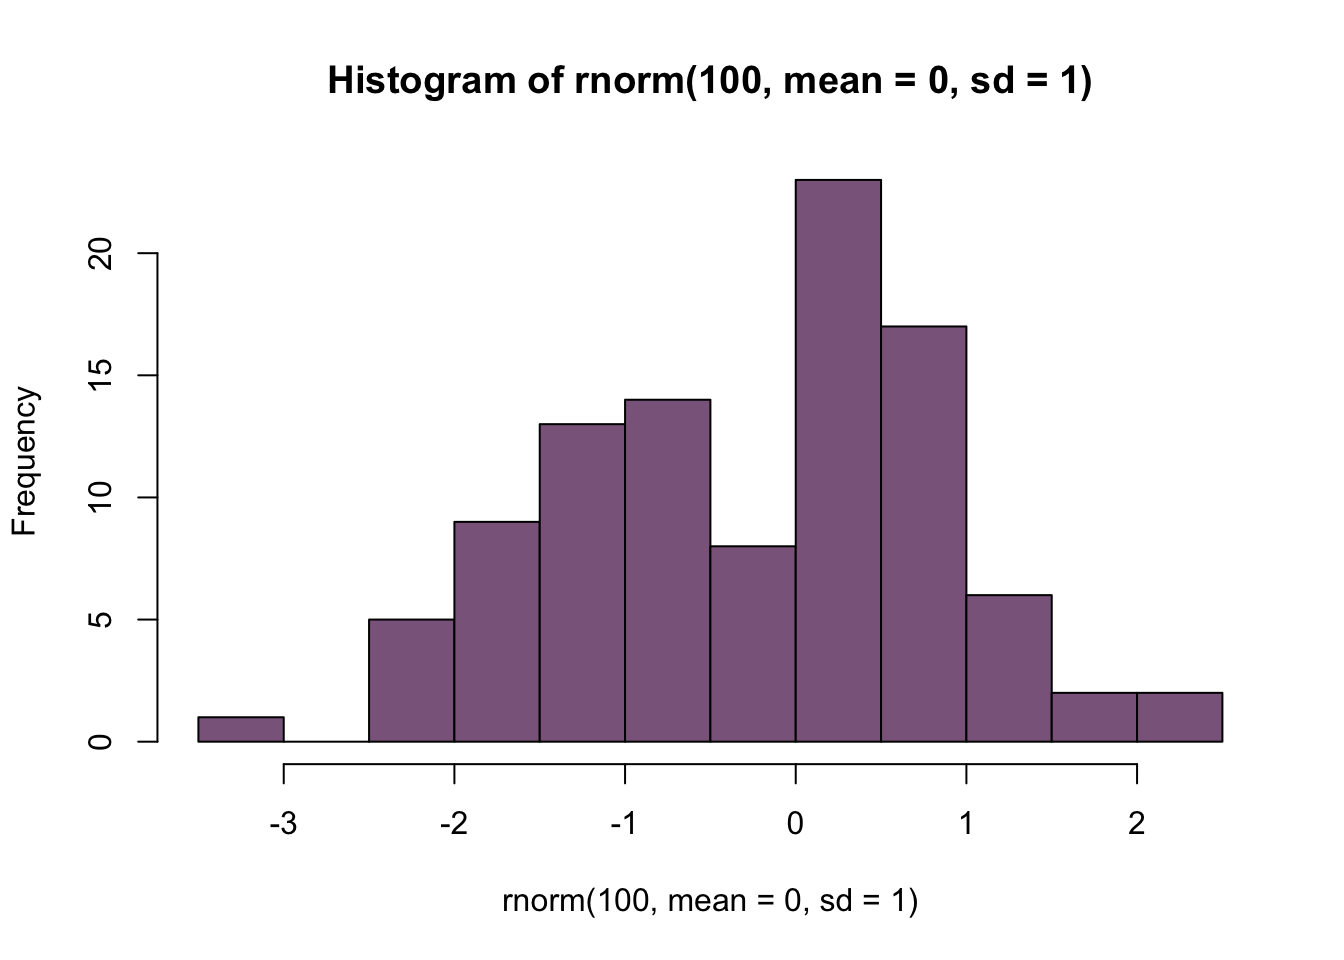 Histogram of rnorm(100, mean = 0, sd = 1)
Frequency
20
15
10
5
0
-3 -2 -1 0 1 2
rnorm(100, mean = 0, sd = 1)